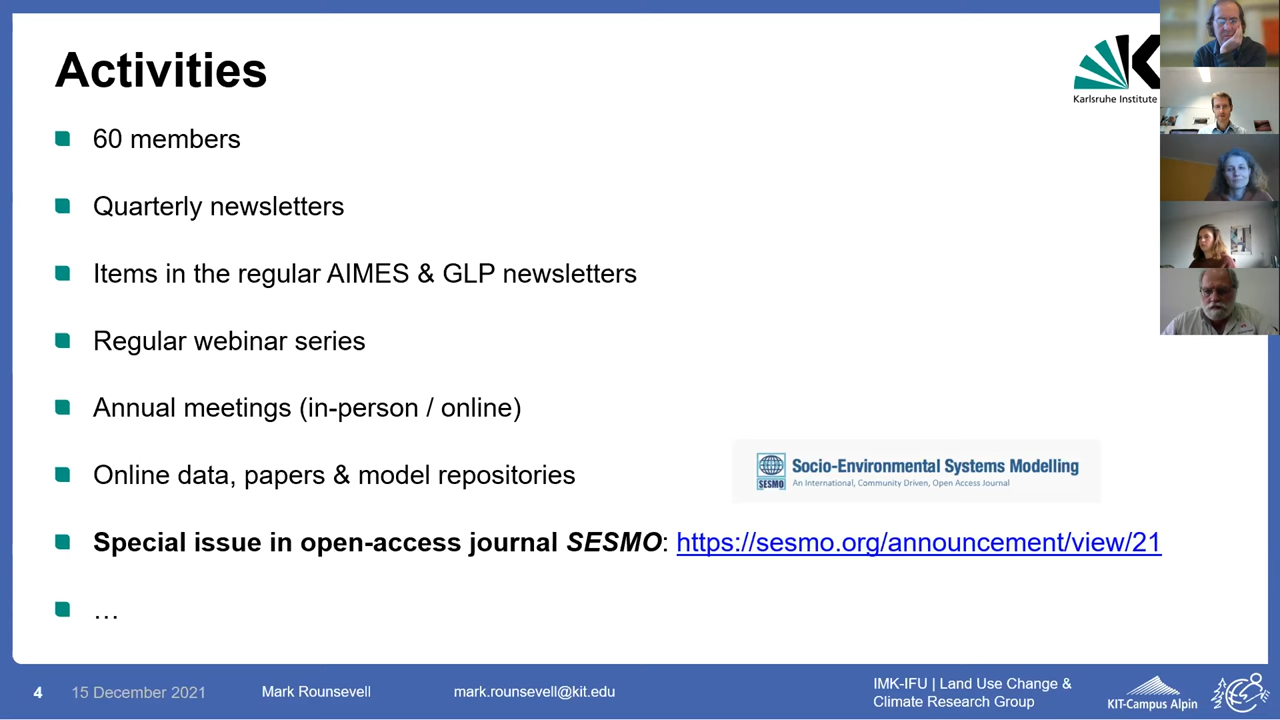 Activities
Karlsruhe Institute
60 members
Quarterly newsletters
Items in the regular AIMES & GLP newsletters
Regular webinar series
Annual meetings (in-person / online)
Online data, papers & model repositories
Socio-Environmental Systems Modelling
SESMO
An International, Community Driven, Open Access Journal
Special issue in open-access journal SESMO: https://sesmo.org/announcement/view/21
…
4
15 December 2021
Mark Rounsevell
mark.rounsevell@kit.edu
IMK-IFU | Land Use Change &
Climate Research Group
KIT-Campus Alpin